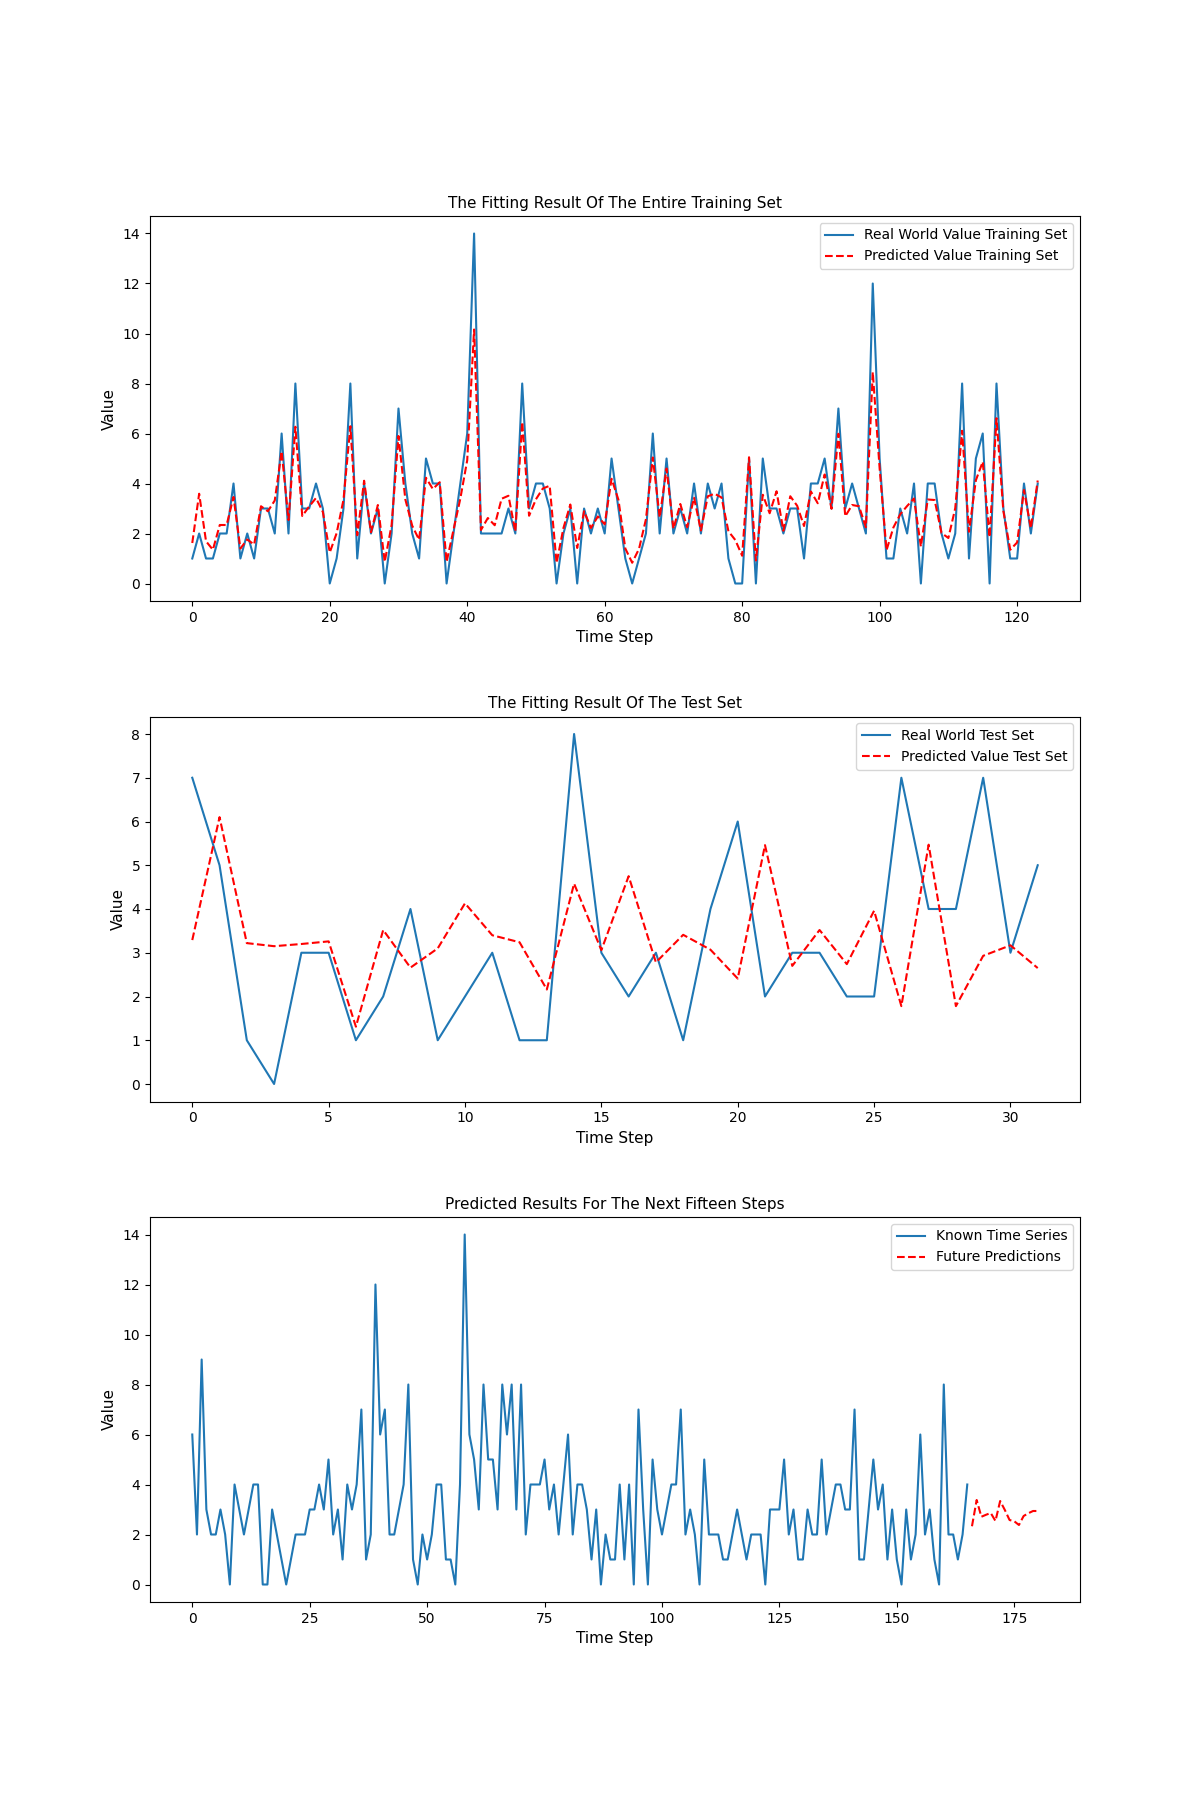 The Fitting Result Of The Entire Training Set
Real World Value Training Set
Predicted Value Training Set
14
12
10
8
6
4
2
0
Value
0 20 40 60 80 100 120
Time Step
The Fitting Result Of The Test Set
Real World Test Set
Predicted Value Test Set
8
7
6
5
4
3
2
1
0
Value
0 5 10 15 20 25 30
Time Step
Predicted Results For The Next Fifteen Steps
Known Time Series
Future Predictions
14
12
10
8
6
4
2
0
Value
0 25 50 75 100 125 150 175
Time Step